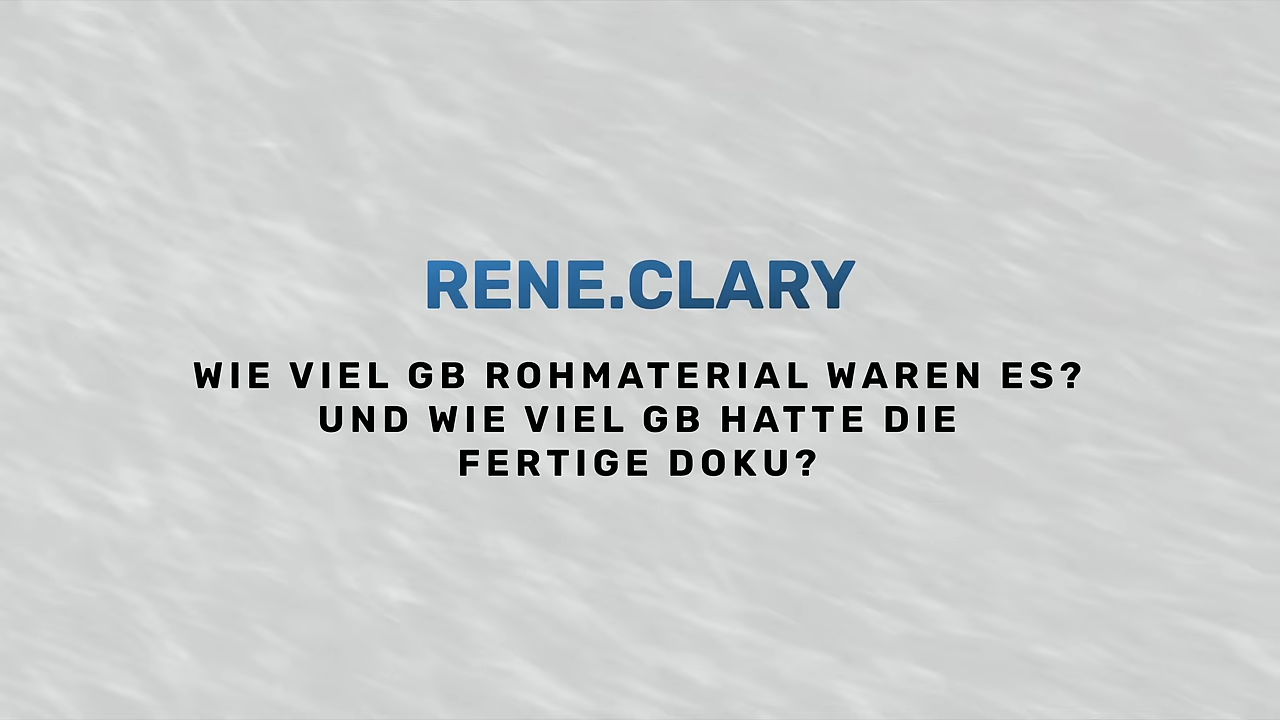 RENE.CLARY
WIE VIEL GB ROHMATERIAL WAREN ES?
UND WIE VIEL GB HATTE DIE
FERTIGE DOKU?